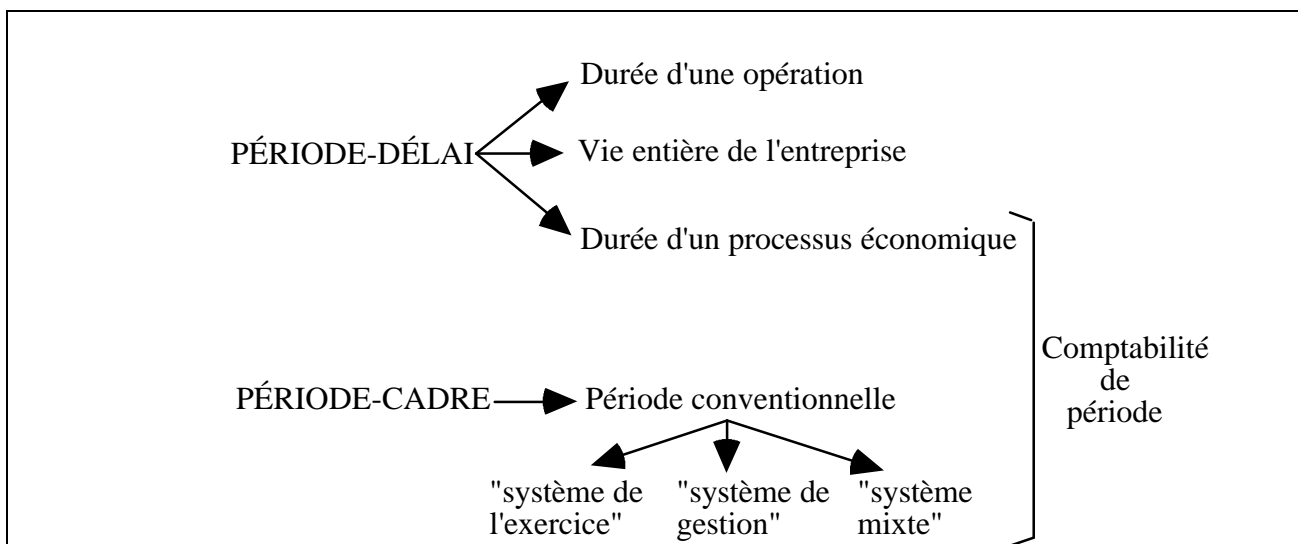 Durée d'une opération
PÉRIODE-DÉLAI
Vie entière de l'entreprise
Durée d'un processus économique
Comptabilité
de
période
PÉRIODE-CADRE
Période conventionnelle
"système de
l'exercice"
"système de
gestion"
"système
mixte"